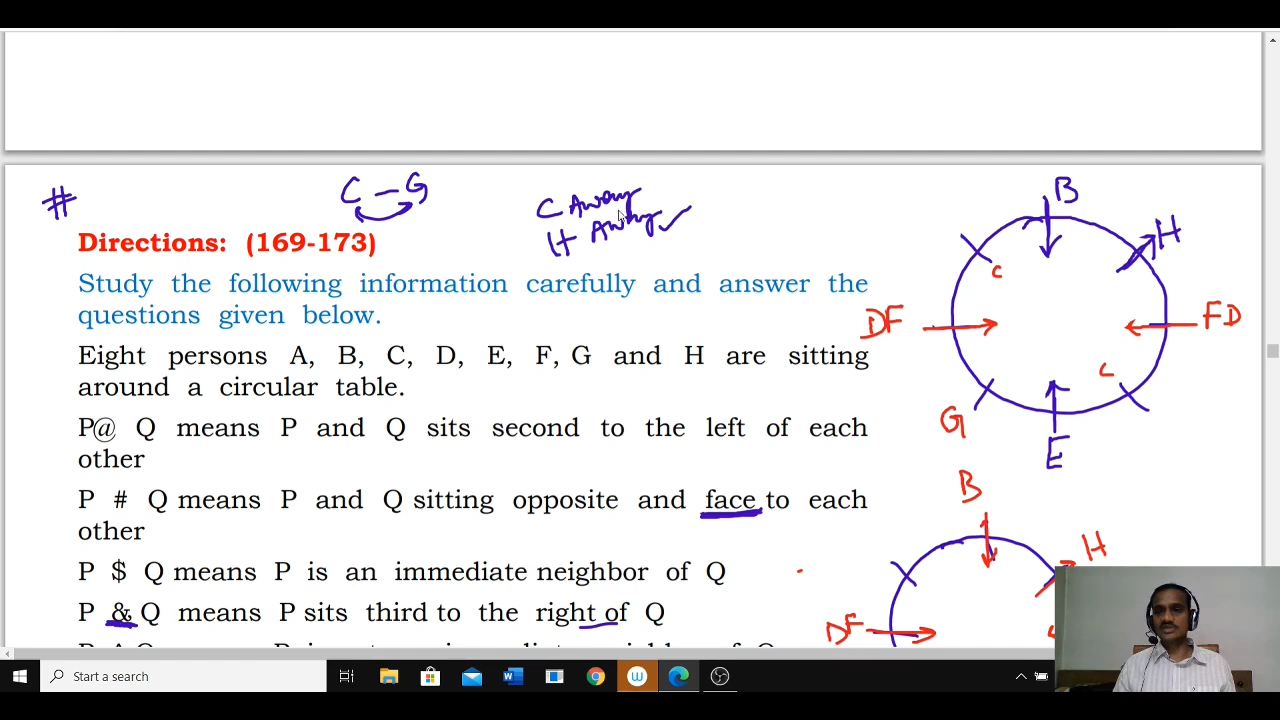 # C – G C Away
H Away ✓
Directions: (169-173)
Study the following information carefully and answer the
questions given below.
Eight persons A, B, C, D, E, F, G and H are sitting
around a circular table.
P@ Q means P and Q sits second to the left of each
other
P # Q means P and Q sitting opposite and face to each
other
P $ Q means P is an immediate neighbor of Q
P & Q means P sits third to the right of Q
B
H
C
DF FD
C
G
E
B
H
DF
Start a search